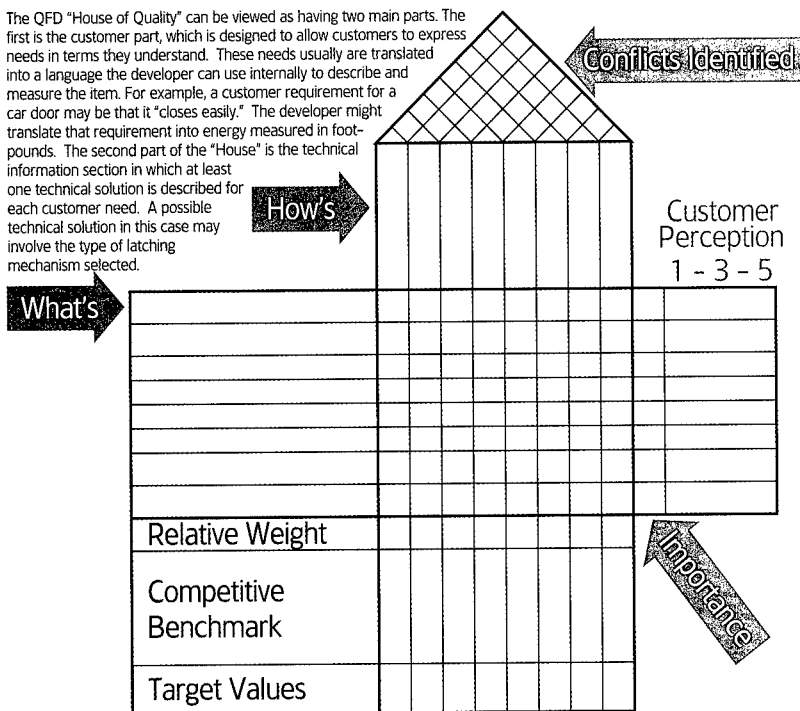 The QFD "House of Quality" can be viewed as having two main parts. The
first is the customer part, which is designed to allow customers to express
needs in terms they understand. These needs usually are translated
into a language the developer can use internally to describe and
measure the item. For example, a customer requirement for a
car door may be that it "closes easily." The developer might
translate that requirement into energy measured in foot-
pounds. The second part of the "House" is the technical
information section in which at least
one technical solution is described for
each customer need. A possible
technical solution in this case may
involve the type of latching
mechanism selected.
Conflicts Identified
How's
Customer
Perception
1 - 3 - 5
What's
Relative Weight
Importance
Competitive
Benchmark
Target Values